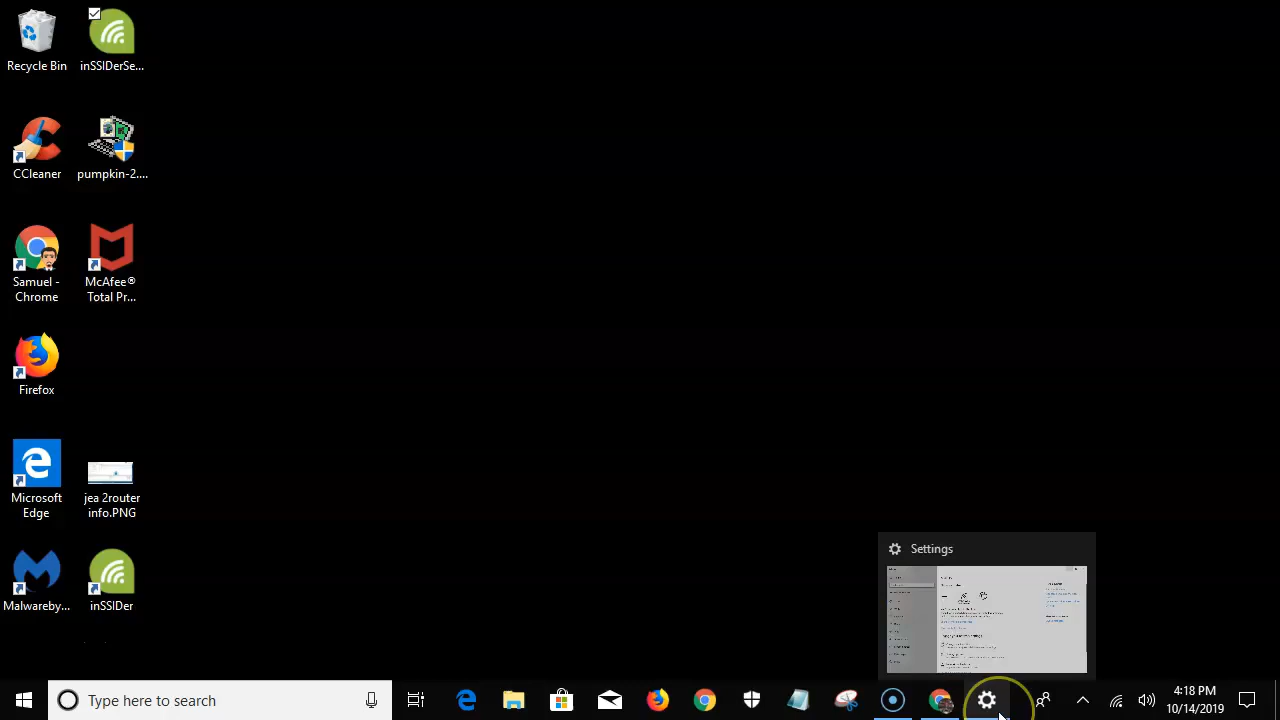 Recycle Bin
inSSIDerSe...
CCleaner
pumpkin-2....
Samuel -
Chrome
McAfee®
Total Pr...
Firefox
Microsoft
Edge
jea 2router
info.PNG
Malwareby...
inSSIDer
Settings
Type here to search
4:18 PM
10/14/2019